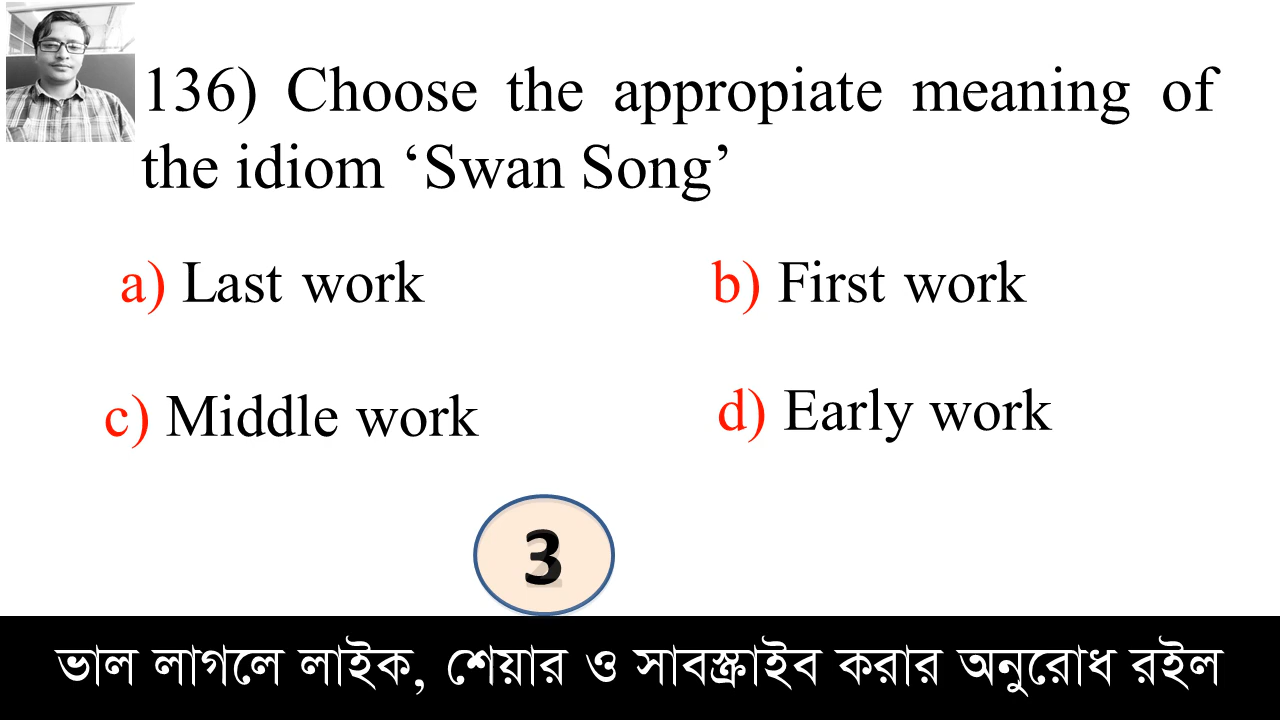 136) Choose the appropiate meaning of
the idiom ‘Swan Song’
a) Last work b) First work
c) Middle work d) Early work
3
ভাল লাগলে লাইক, শেয়ার ও সাবস্ক্রাইব করার অনুরোধ রইল